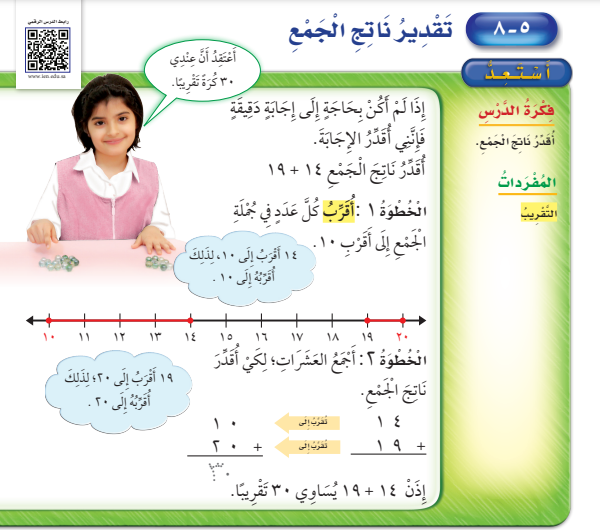 رابط الدرس الرقمي
www.ien.edu.sa
٥-٨
تَقْدِيرُ نَاتِجِ الْجَمْعِ
أَسْتَعِدُّ
فِكْرَةُ الدَّرْسِ
أُقَدِّرُ نَاتِجَ الْجَمْعِ.
المُفْرَدَاتُ
التَّقْرِيبُ
أَعْتَقِدُ أَنَّ عِنْدِي
٣٠ كُرَةً تَقْرِيبًا.
إِذَا لَمْ أَكُنْ بِحَاجَةٍ إِلَى إِجَابَةٍ دَقِيقَةٍ
فَإِنَّنِي أُقَدِّرُ الإِجَابَةَ.
أُقَدِّرُ نَاتِجَ الْجَمْعِ ١٤ + ١٩
الْخُطْوَةُ ١ : أُقَرِّبُ كُلَّ عَدَدٍ فِي جُمْلَةِ
الْجَمْعِ إِلَى أَقْرَبِ ١٠.
١٤ أَقْرَبُ إِلَى ١٠، لِذَلِكَ
أُقَرِّبُهُ إِلَى ١٠ .
١٠ ١١ ١٢ ١٣ ١٤ ١٥ ١٦ ١٧ ١٨ ١٩ ٢٠
الْخُطْوَةُ ٢ : أَجْمَعُ الْعَشَرَاتِ؛ لِكَيْ أُقَدِّرَ
نَاتِجَ الْجَمْعِ.
١٩ أَقْرَبُ إِلَى ٢٠؛ لِذَلِكَ
أُقَرِّبُهُ إِلَى ٢٠ .
١٤ تُقَرَّبُ إِلَى ١٠
+ ١٩ تُقَرَّبُ إِلَى + ٢٠
٣٠
إِذَنْ ١٤ + ١٩ يُسَاوِي ٣٠ تَقْرِيبًا.